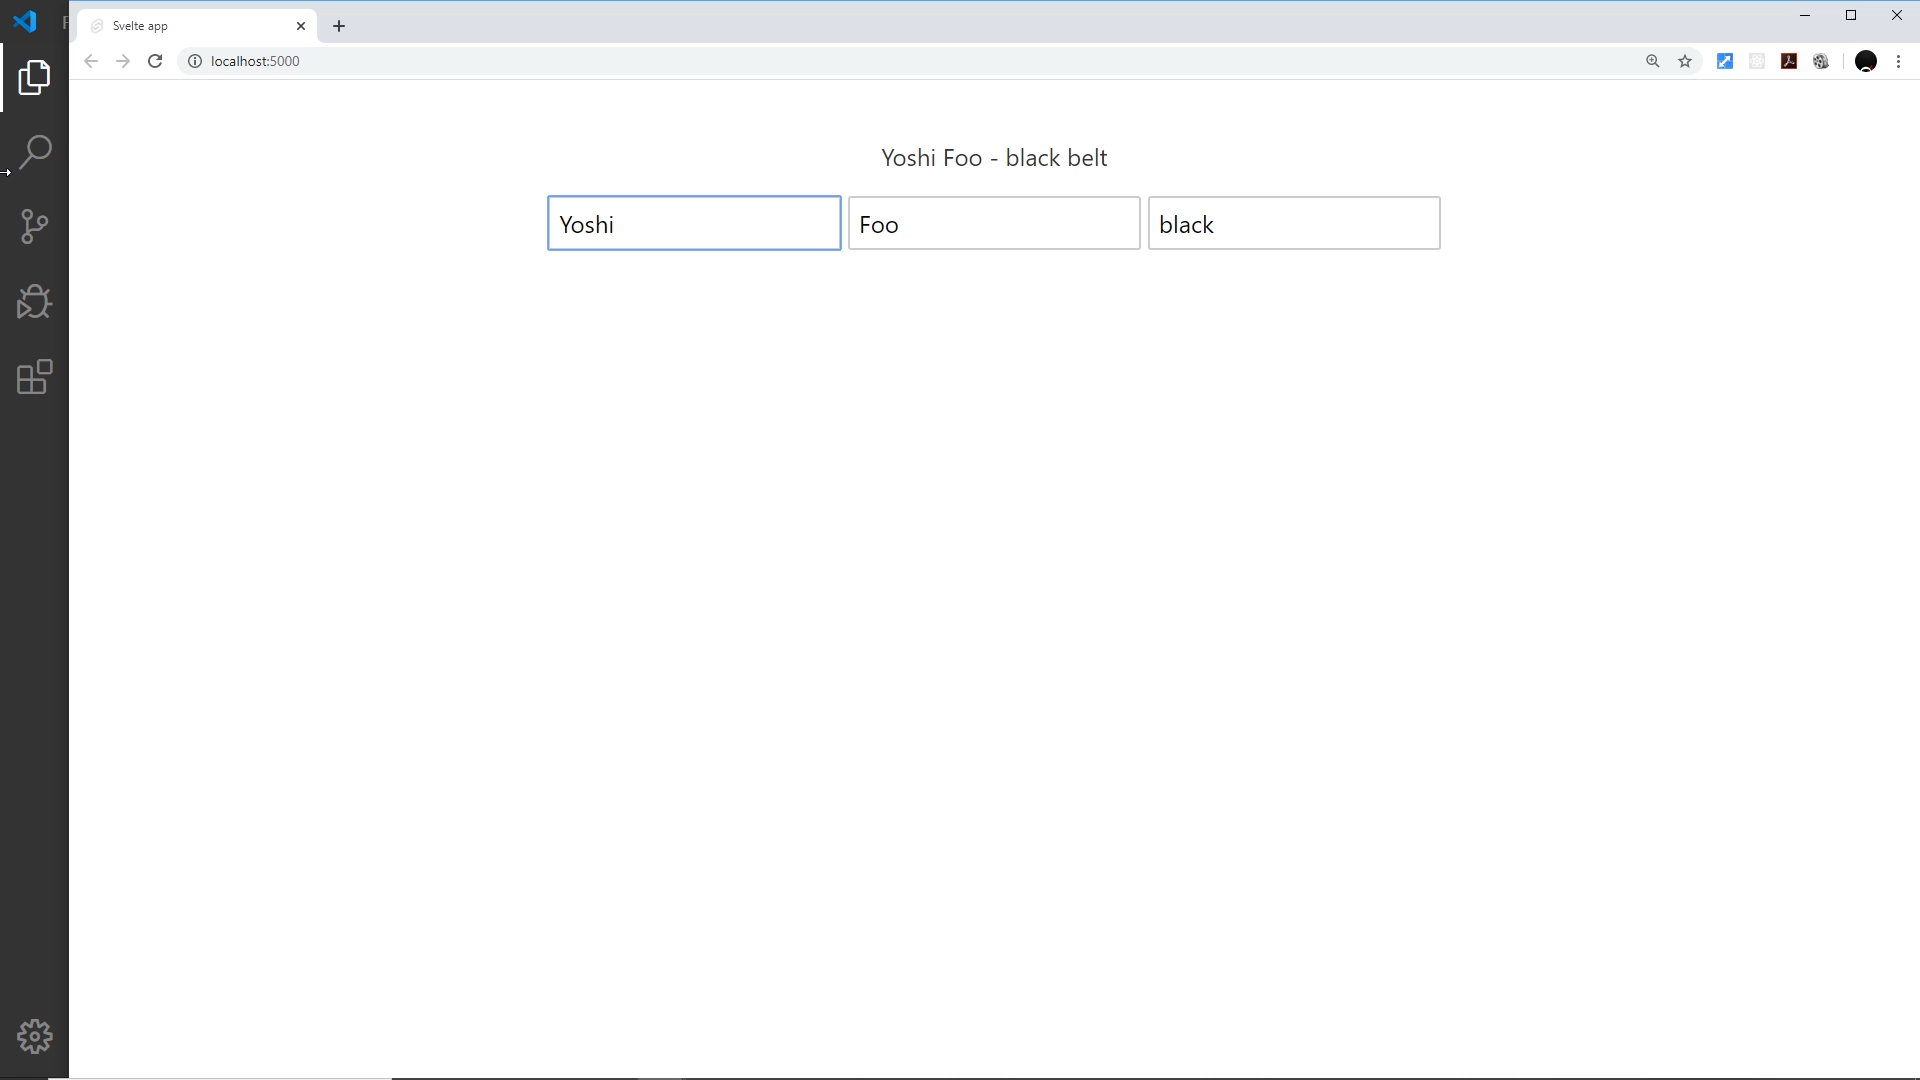 Svelte app
localhost:5000
Yoshi Foo - black belt
Yoshi
Foo
black